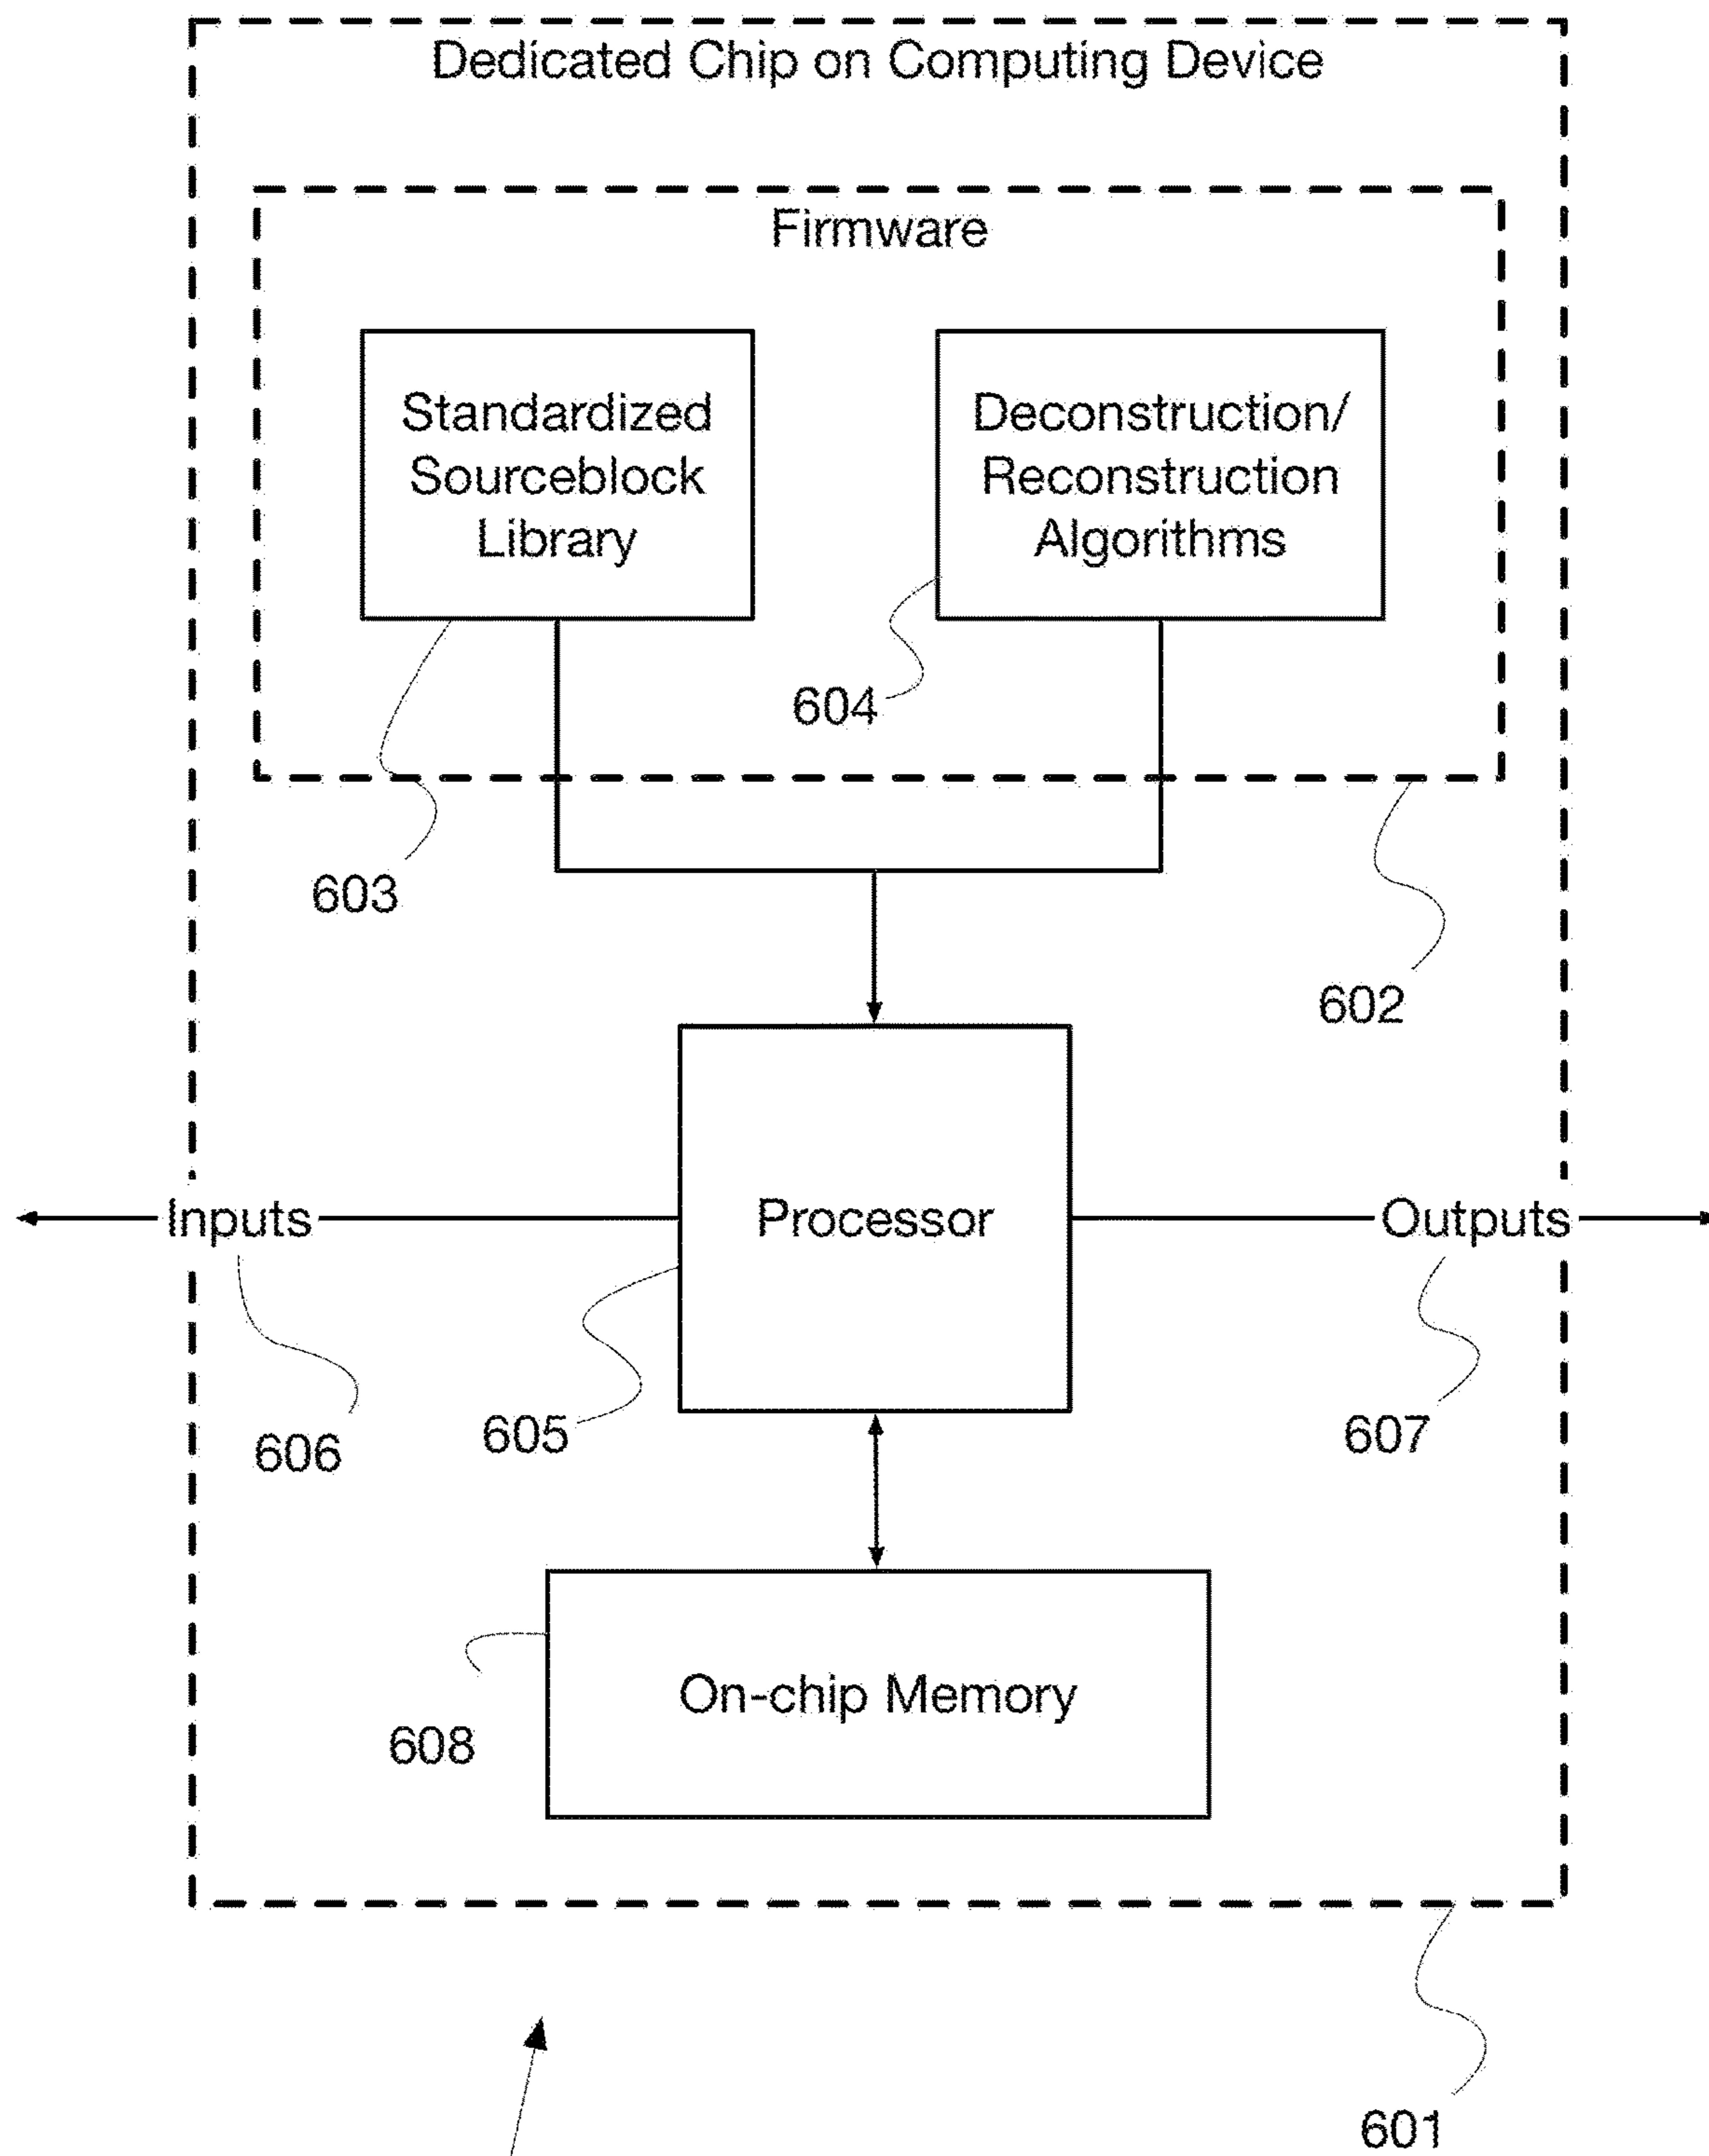 Dedicated Chip on Computing Device
Firmware
Standardized
Sourceblock
Library
Deconstruction/
Reconstruction
Algorithms
604
603
602
Inputs
Processor
Outputs
606
605
607
On-chip Memory
608
601